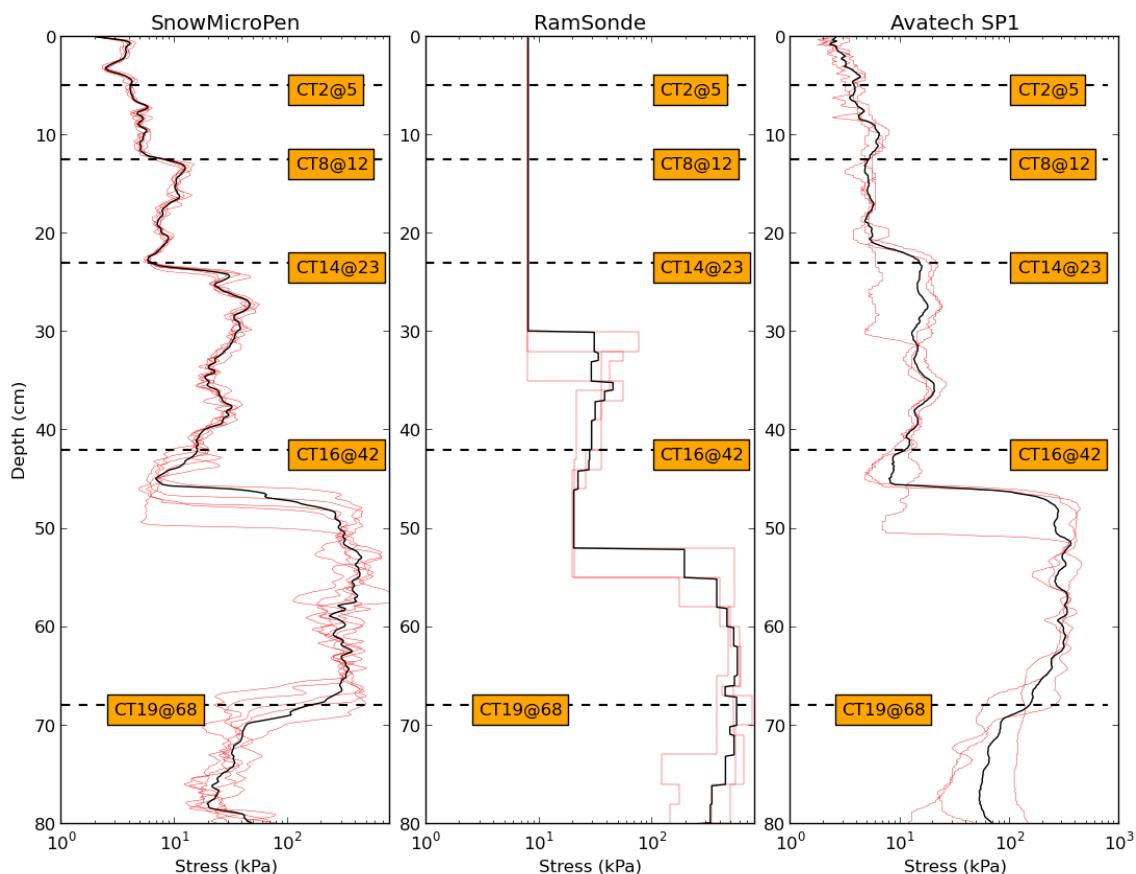 SnowMicroPen
RamSonde
Avatech SP1
0
10
20
30
40
50
60
70
80
Depth (cm)
CT2@5
CT8@12
CT14@23
CT16@42
CT19@68
10⁰
10¹
10²
Stress (kPa)
0
10
20
30
40
50
60
70
80
CT2@5
CT8@12
CT14@23
CT16@42
CT19@68
10⁰
10¹
10²
Stress (kPa)
0
10
20
30
40
50
60
70
80
CT2@5
CT8@12
CT14@23
CT16@42
CT19@68
10⁰
10¹
10²
10³
Stress (kPa)